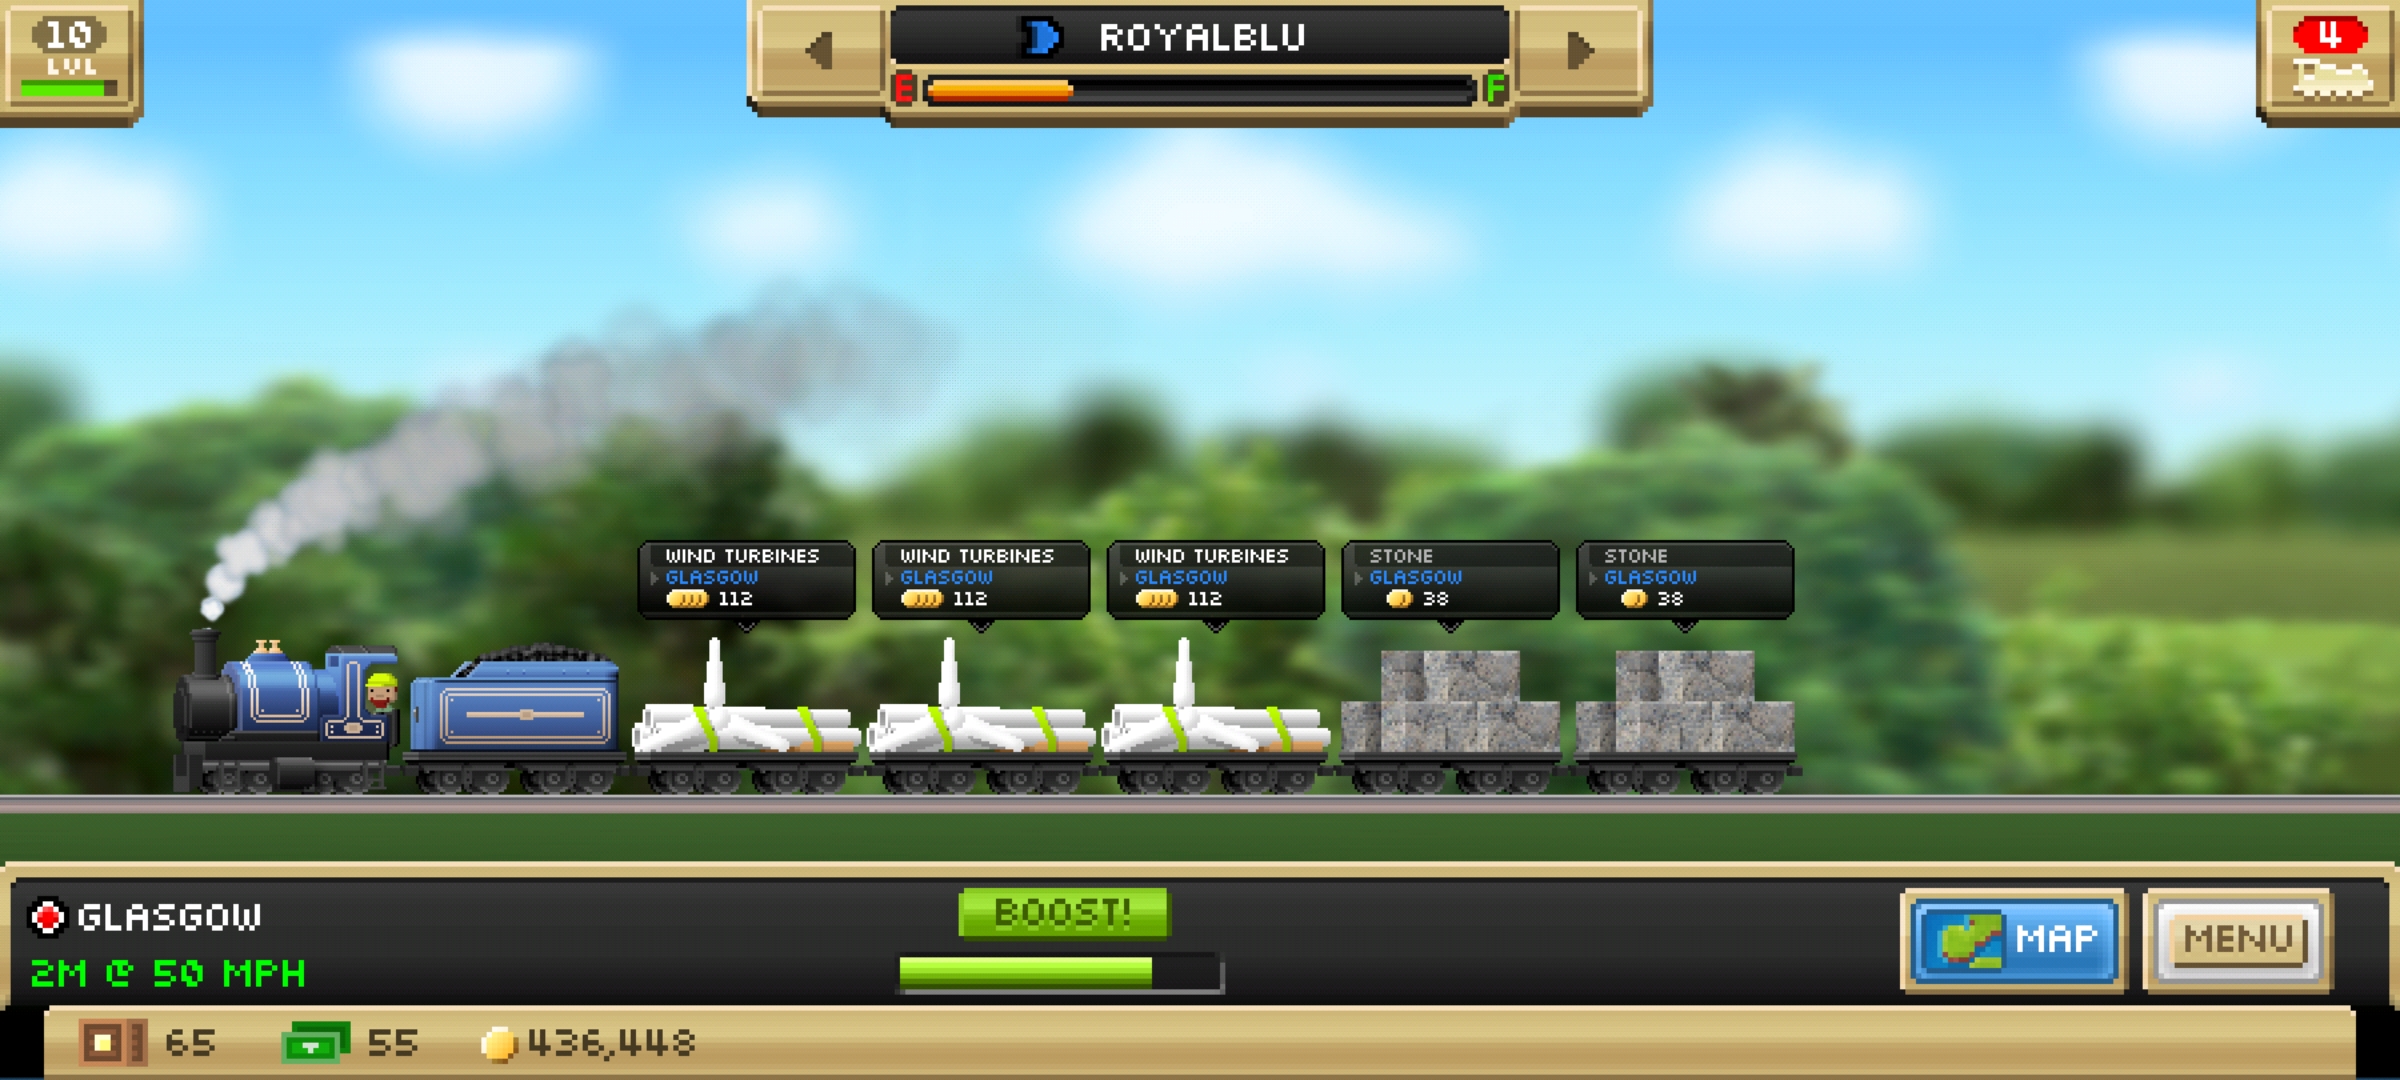 10
LVL
ROYALBLU
E F
4
WIND TURBINES
GLASGOW
112
WIND TURBINES
GLASGOW
112
WIND TURBINES
GLASGOW
112
STONE
GLASGOW
38
STONE
GLASGOW
38
GLASGOW
2M @ 50 MPH
BOOST!
MAP
MENU
65 55 436,448